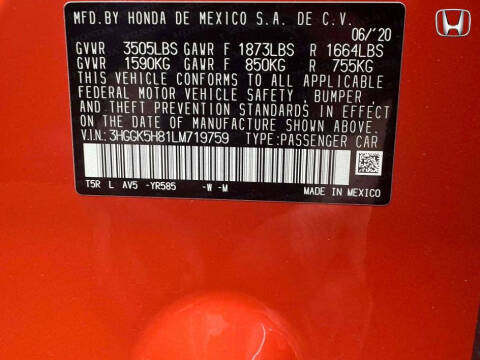 MFD.BY HONDA DE MEXICO S.A. DE C.V.
06/'20
GVWR 3505LBS GAWR F 1873LBS R 1664LBS
GVWR 1590KG GAWR F 850KG R 755KG
THIS VEHICLE CONFORMS TO ALL APPLICABLE
FEDERAL MOTOR VEHICLE SAFETY, BUMPER,
AND THEFT PREVENTION STANDARDS IN EFFECT
ON THE DATE OF MANUFACTURE SHOWN
ABOVE.
V.I.N.: 3HGGK5H81LM719759 TYPE:PASSENGER CAR
T5R L AV5 -YR585 -W -M
MADE IN MEXICO